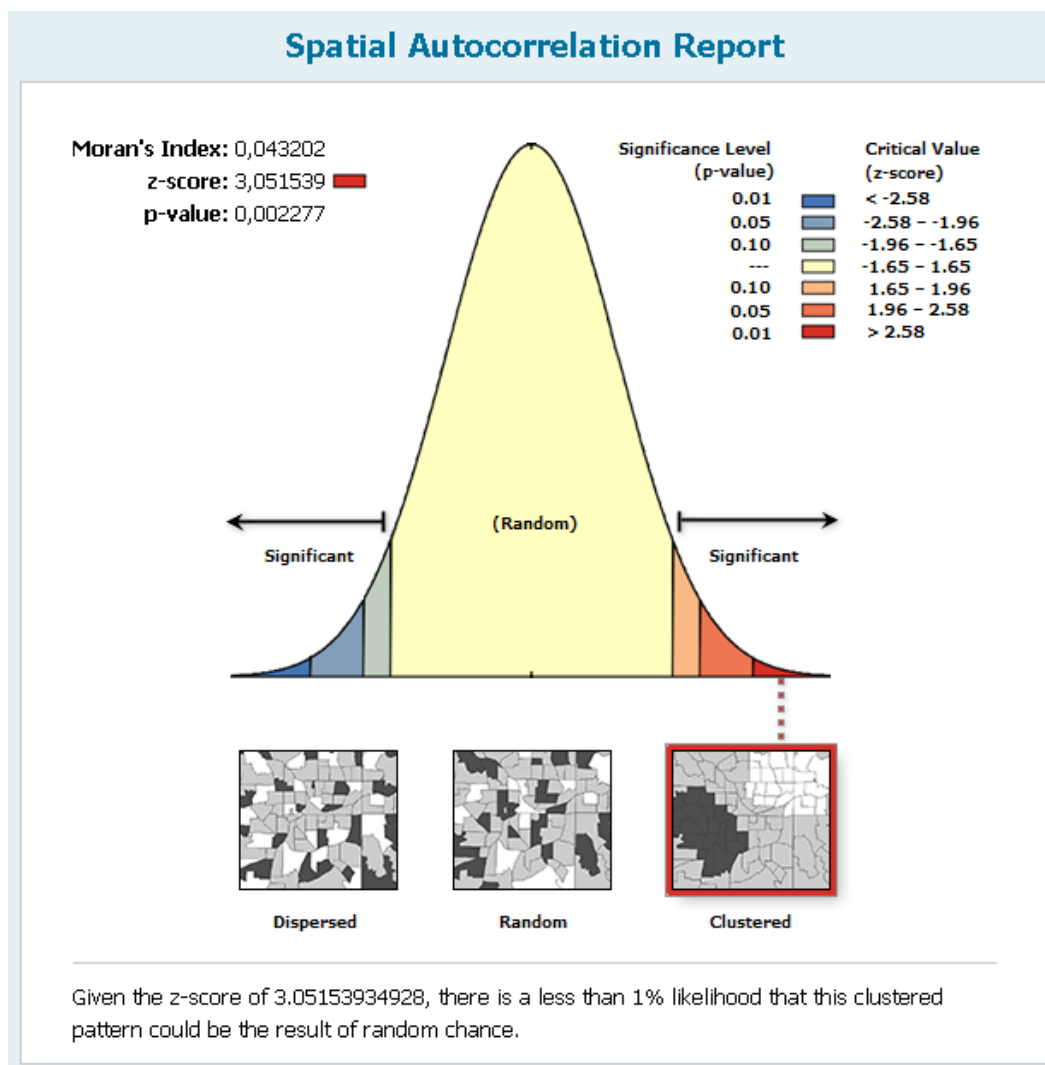 Spatial Autocorrelation Report
Moran's Index: 0,043202
z-score: 3,051539
p-value: 0,002277
Significance Level
(p-value)
Critical Value
(z-score)
0.01 < -2.58
0.05 -2.58 – -1.96
0.10 -1.96 – -1.65
--- -1.65 – 1.65
0.10 1.65 – 1.96
0.05 1.96 – 2.58
0.01 > 2.58
(Random)
Significant
Significant
Dispersed
Random
Clustered
Given the z-score of 3.05153934928, there is a less than 1% likelihood that this clustered
pattern could be the result of random chance.